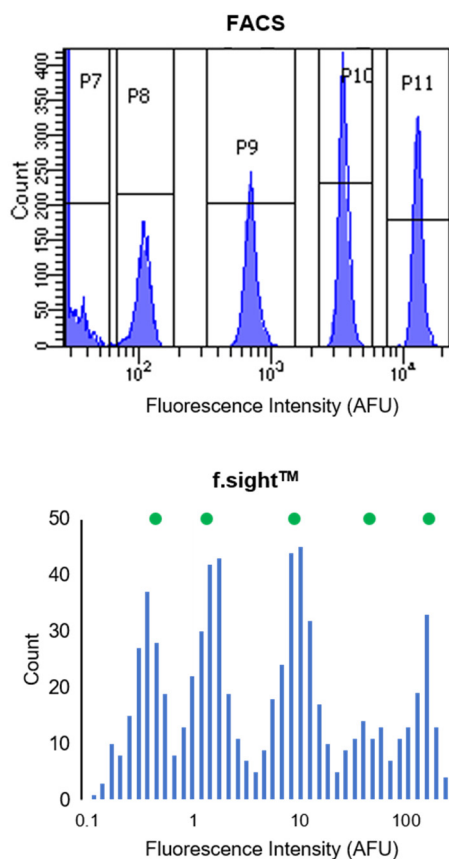 FACS
400
350
300
250
200
150
100
50
0
Count
P7
P8
P9
P10
P11
10²
10³
10⁴
Fluorescence Intensity (AFU)
f.sight™
50
40
30
20
10
0
Count
0.1
1
10
100
Fluorescence Intensity (AFU)